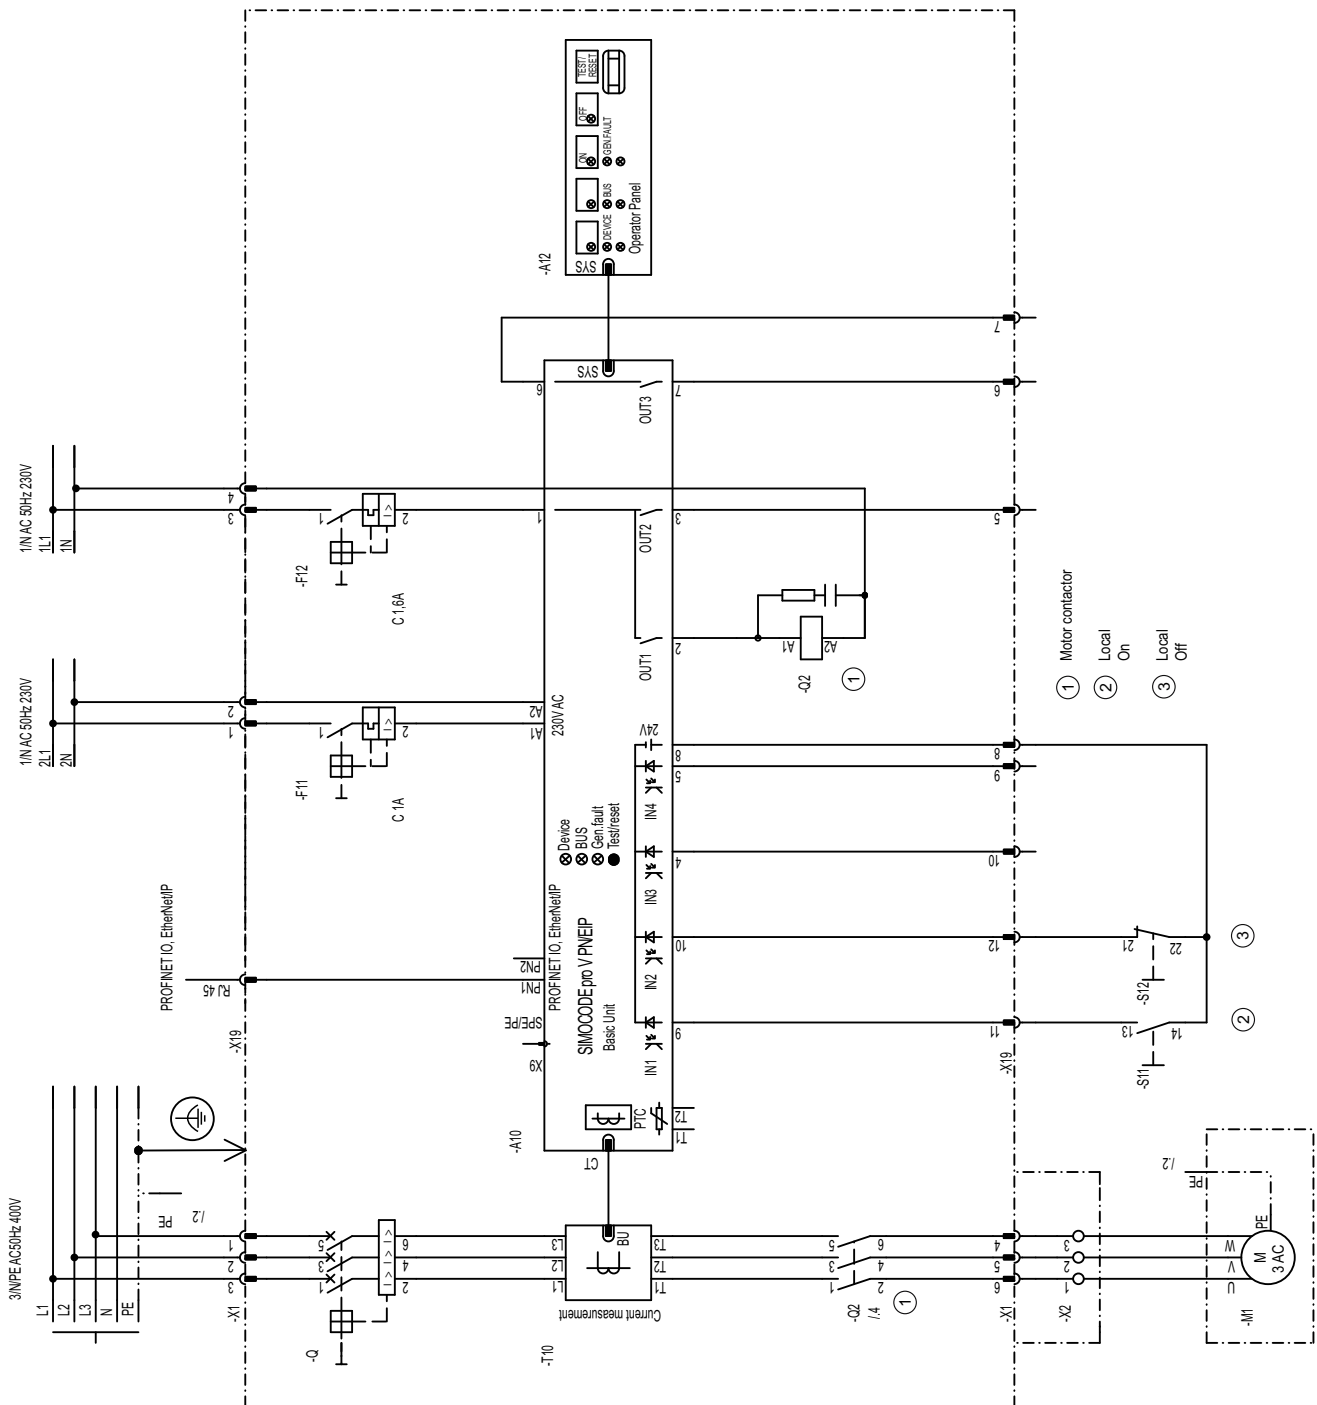 3/N/PE AC50Hz 400V
L1
L2
L3
N
PE
1/N AC 50Hz 230V
2L1
2N
1/N AC 50Hz 230V
1L1
1N
PE
/.2
PROFINET IO, EtherNet/IP
RJ 45
-X1
3
2
1
-X19
1
2
3
4
-Q
1
3
5
2
4
6
I>
I>
I>
-F11
C 1A
1
2
I>
-F12
C 1,6A
1
2
I>
-T10
Current measurement
L1
L2
L3
T1
T2
T3
BU
-A10
CT
X9
SPE/PE
PN1
PN2
PROFINET IO, EtherNet/IP
SIMOCODE pro V PN/EIP
Basic Unit
Device
BUS
Gen.fault
Test/reset
A1
A2
230V AC
1
6
SYS
PTC
T1
T2
IN1
IN2
IN3
IN4
24V
OUT1
OUT2
OUT3
9
10
4
5
8
2
3
7
-A12
SYS
TEST/
RESET
OFF
ON
GEN.FAULT
BUS
DEVICE
Operator Panel
-Q2
/.4
1
3
5
2
4
6
1
-Q2
A1
A2
1
-X1
6
5
4
-X19
11
12
10
9
8
5
6
7
-X2
1
2
3
-S11
13
14
2
-S12
21
22
3
PE
/.2
-M1
U
V
W
PE
M
3 AC
1 Motor contactor
2 Local
On
3 Local
Off